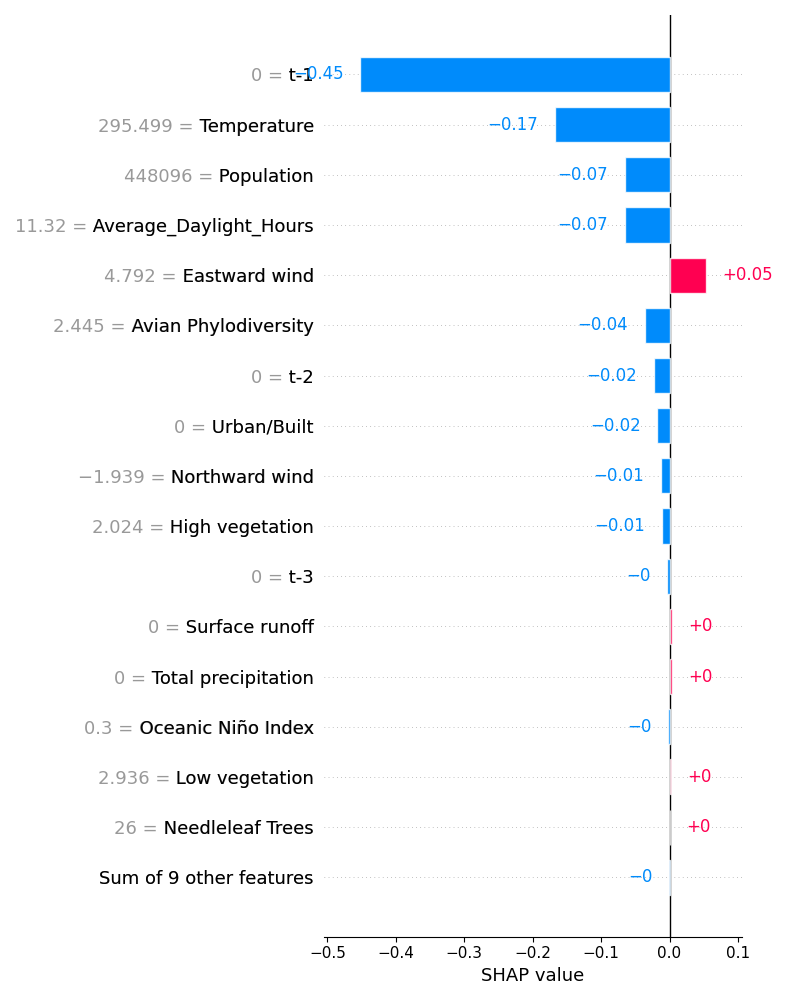 0 = t-1 −0.45
295.499 = Temperature −0.17
448096 = Population −0.07
11.32 = Average_Daylight_Hours −0.07
4.792 = Eastward wind +0.05
2.445 = Avian Phylodiversity −0.04
0 = t-2 −0.02
0 = Urban/Built −0.02
−1.939 = Northward wind −0.01
2.024 = High vegetation −0.01
0 = t-3 −0
0 = Surface runoff +0
0 = Total precipitation +0
0.3 = Oceanic Niño Index −0
2.936 = Low vegetation +0
26 = Needleleaf Trees +0
Sum of 9 other features −0
−0.5 −0.4 −0.3 −0.2 −0.1 0.0 0.1
SHAP value